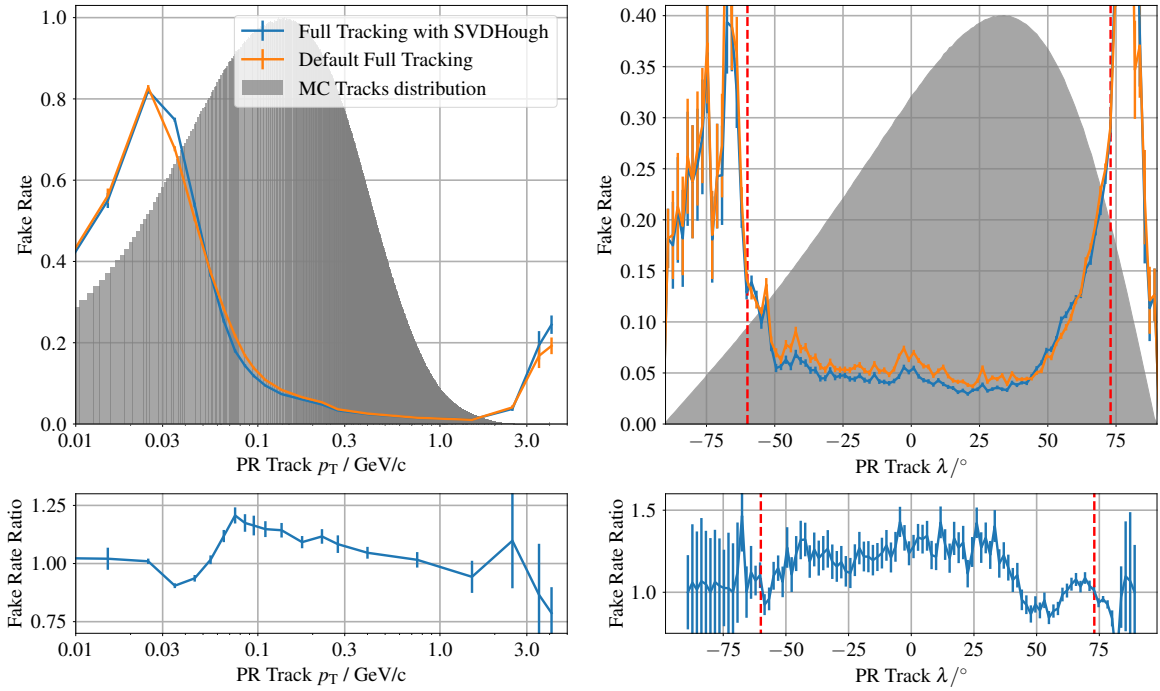 1.0
0.8
0.6
0.4
0.2
0.0
Fake Rate
Full Tracking with SVDHough
Default Full Tracking
MC Tracks distribution
0.01 0.03 0.1 0.3 1.0 3.0
PR Track pT / GeV/c
0.40
0.35
0.30
0.25
0.20
0.15
0.10
0.05
0.00
Fake Rate
−75 −50 −25 0 25 50 75
PR Track λ/°
1.25
1.00
0.75
Fake Rate Ratio
0.01 0.03 0.1 0.3 1.0 3.0
PR Track pT / GeV/c
1.5
1.0
Fake Rate Ratio
−75 −50 −25 0 25 50 75
PR Track λ/°